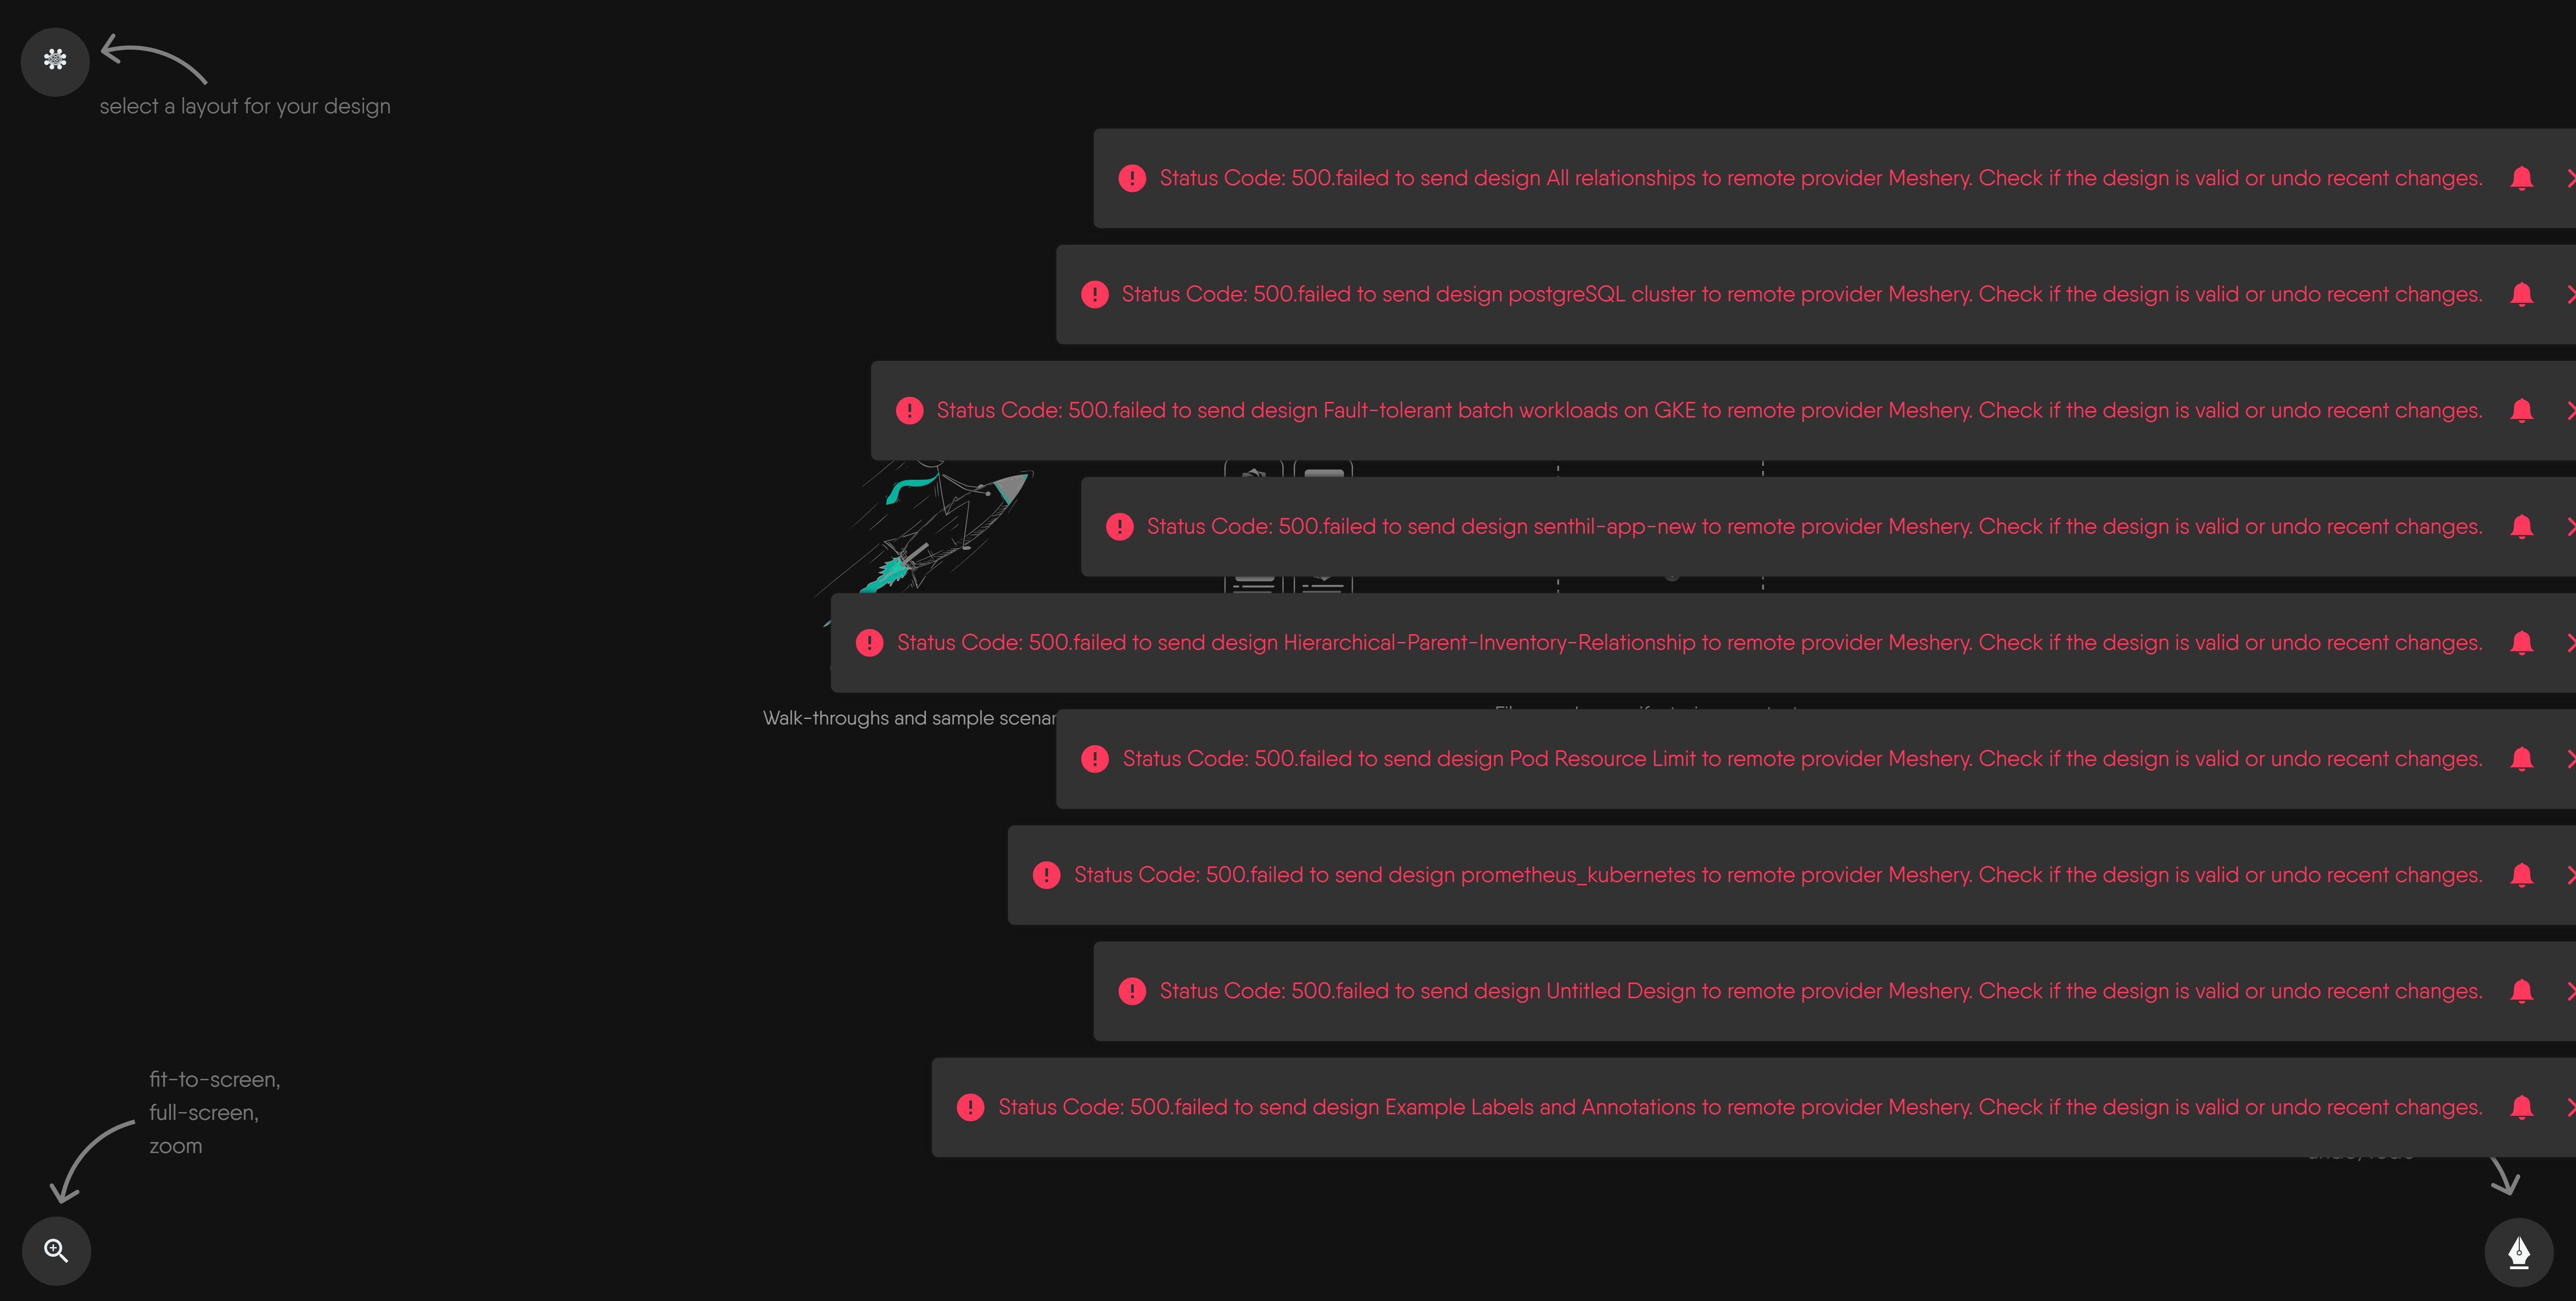 select a layout for your design
Status Code: 500.failed to send design All relationships to remote provider Meshery. Check if the design is valid or undo recent changes.
Status Code: 500.failed to send design postgreSQL cluster to remote provider Meshery. Check if the design is valid or undo recent changes.
Status Code: 500.failed to send design Fault-tolerant batch workloads on GKE to remote provider Meshery. Check if the design is valid or undo recent changes.
Status Code: 500.failed to send design senthil-app-new to remote provider Meshery. Check if the design is valid or undo recent changes.
Status Code: 500.failed to send design Hierarchical-Parent-Inventory-Relationship to remote provider Meshery. Check if the design is valid or undo recent changes.
Walk-throughs and sample
Status Code: 500.failed to send design Pod Resource Limit to remote provider Meshery. Check if the design is valid or undo recent changes.
Status Code: 500.failed to send design prometheus_kubernetes to remote provider Meshery. Check if the design is valid or undo recent changes.
Status Code: 500.failed to send design Untitled Design to remote provider Meshery. Check if the design is valid or undo recent changes.
Status Code: 500.failed to send design Example Labels and Annotations to remote provider Meshery. Check if the design is valid or undo recent changes.
fit-to-screen,
full-screen,
zoom